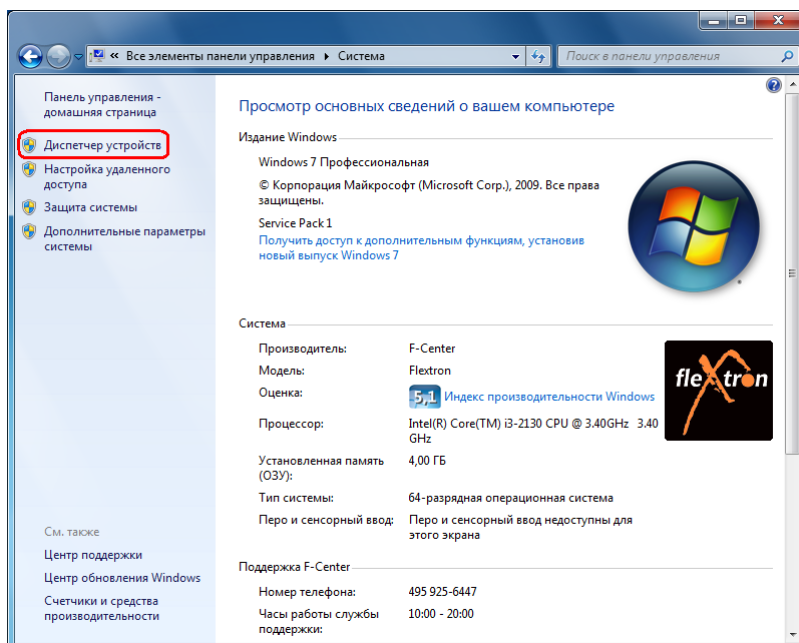 « Все элементы панели управления ▸ Система
Поиск в панели управления
Панель управления -
домашняя страница
Диспетчер устройств
Настройка удаленного
доступа
Защита системы
Дополнительные параметры
системы
См. также
Центр поддержки
Центр обновления Windows
Счетчики и средства
производительности
Просмотр основных сведений о вашем компьютере
Издание Windows
Windows 7 Профессиональная
© Корпорация Майкрософт (Microsoft Corp.), 2009. Все права
защищены.
Service Pack 1
Получить доступ к дополнительным функциям, установив
новый выпуск Windows 7
Система
Производитель: F-Center
Модель: Flextron
Оценка: 5,1 Индекс производительности Windows
Процессор: Intel(R) Core(TM) i3-2130 CPU @ 3.40GHz 3.40
GHz
Установленная память 4,00 ГБ
(ОЗУ):
Тип системы: 64-разрядная операционная система
Перо и сенсорный ввод: Перо и сенсорный ввод недоступны для
этого экрана
fleXtron
Поддержка F-Center
Номер телефона: 495 925-6447
Часы работы службы 10:00 - 20:00
поддержки: